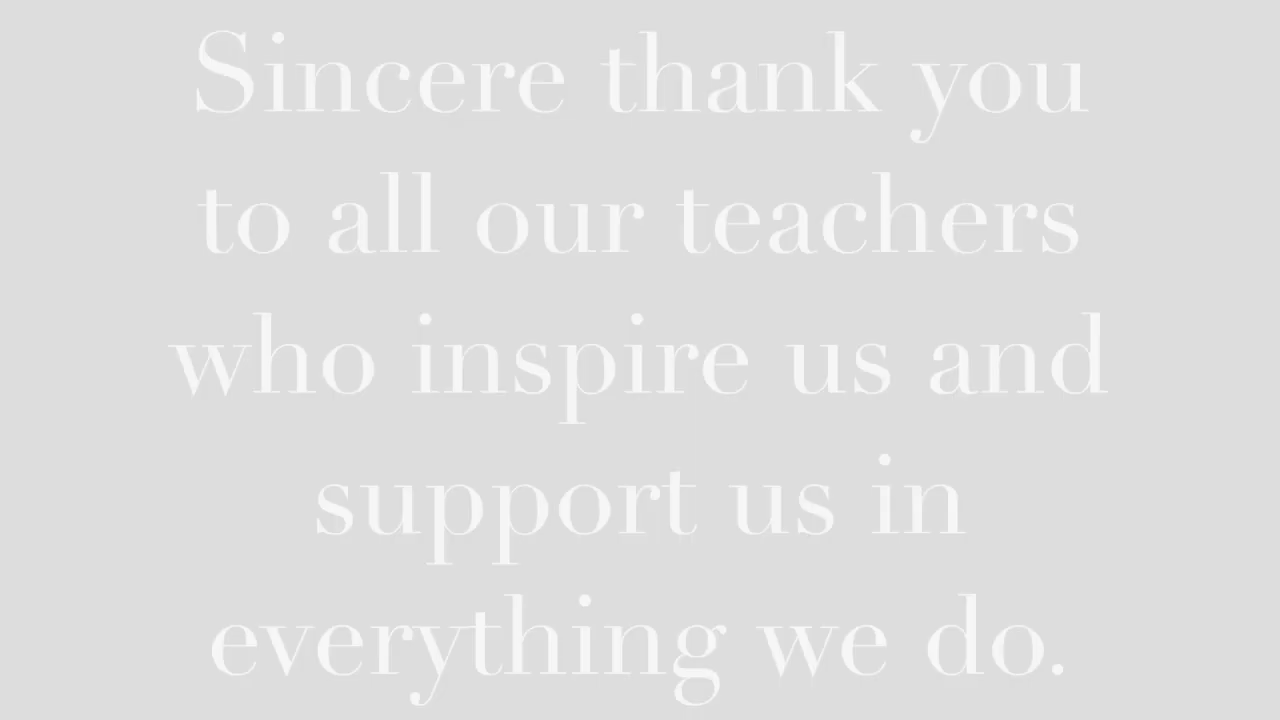 Sincere thank you
to all our teachers
who inspire us and
support us in
everything we do.